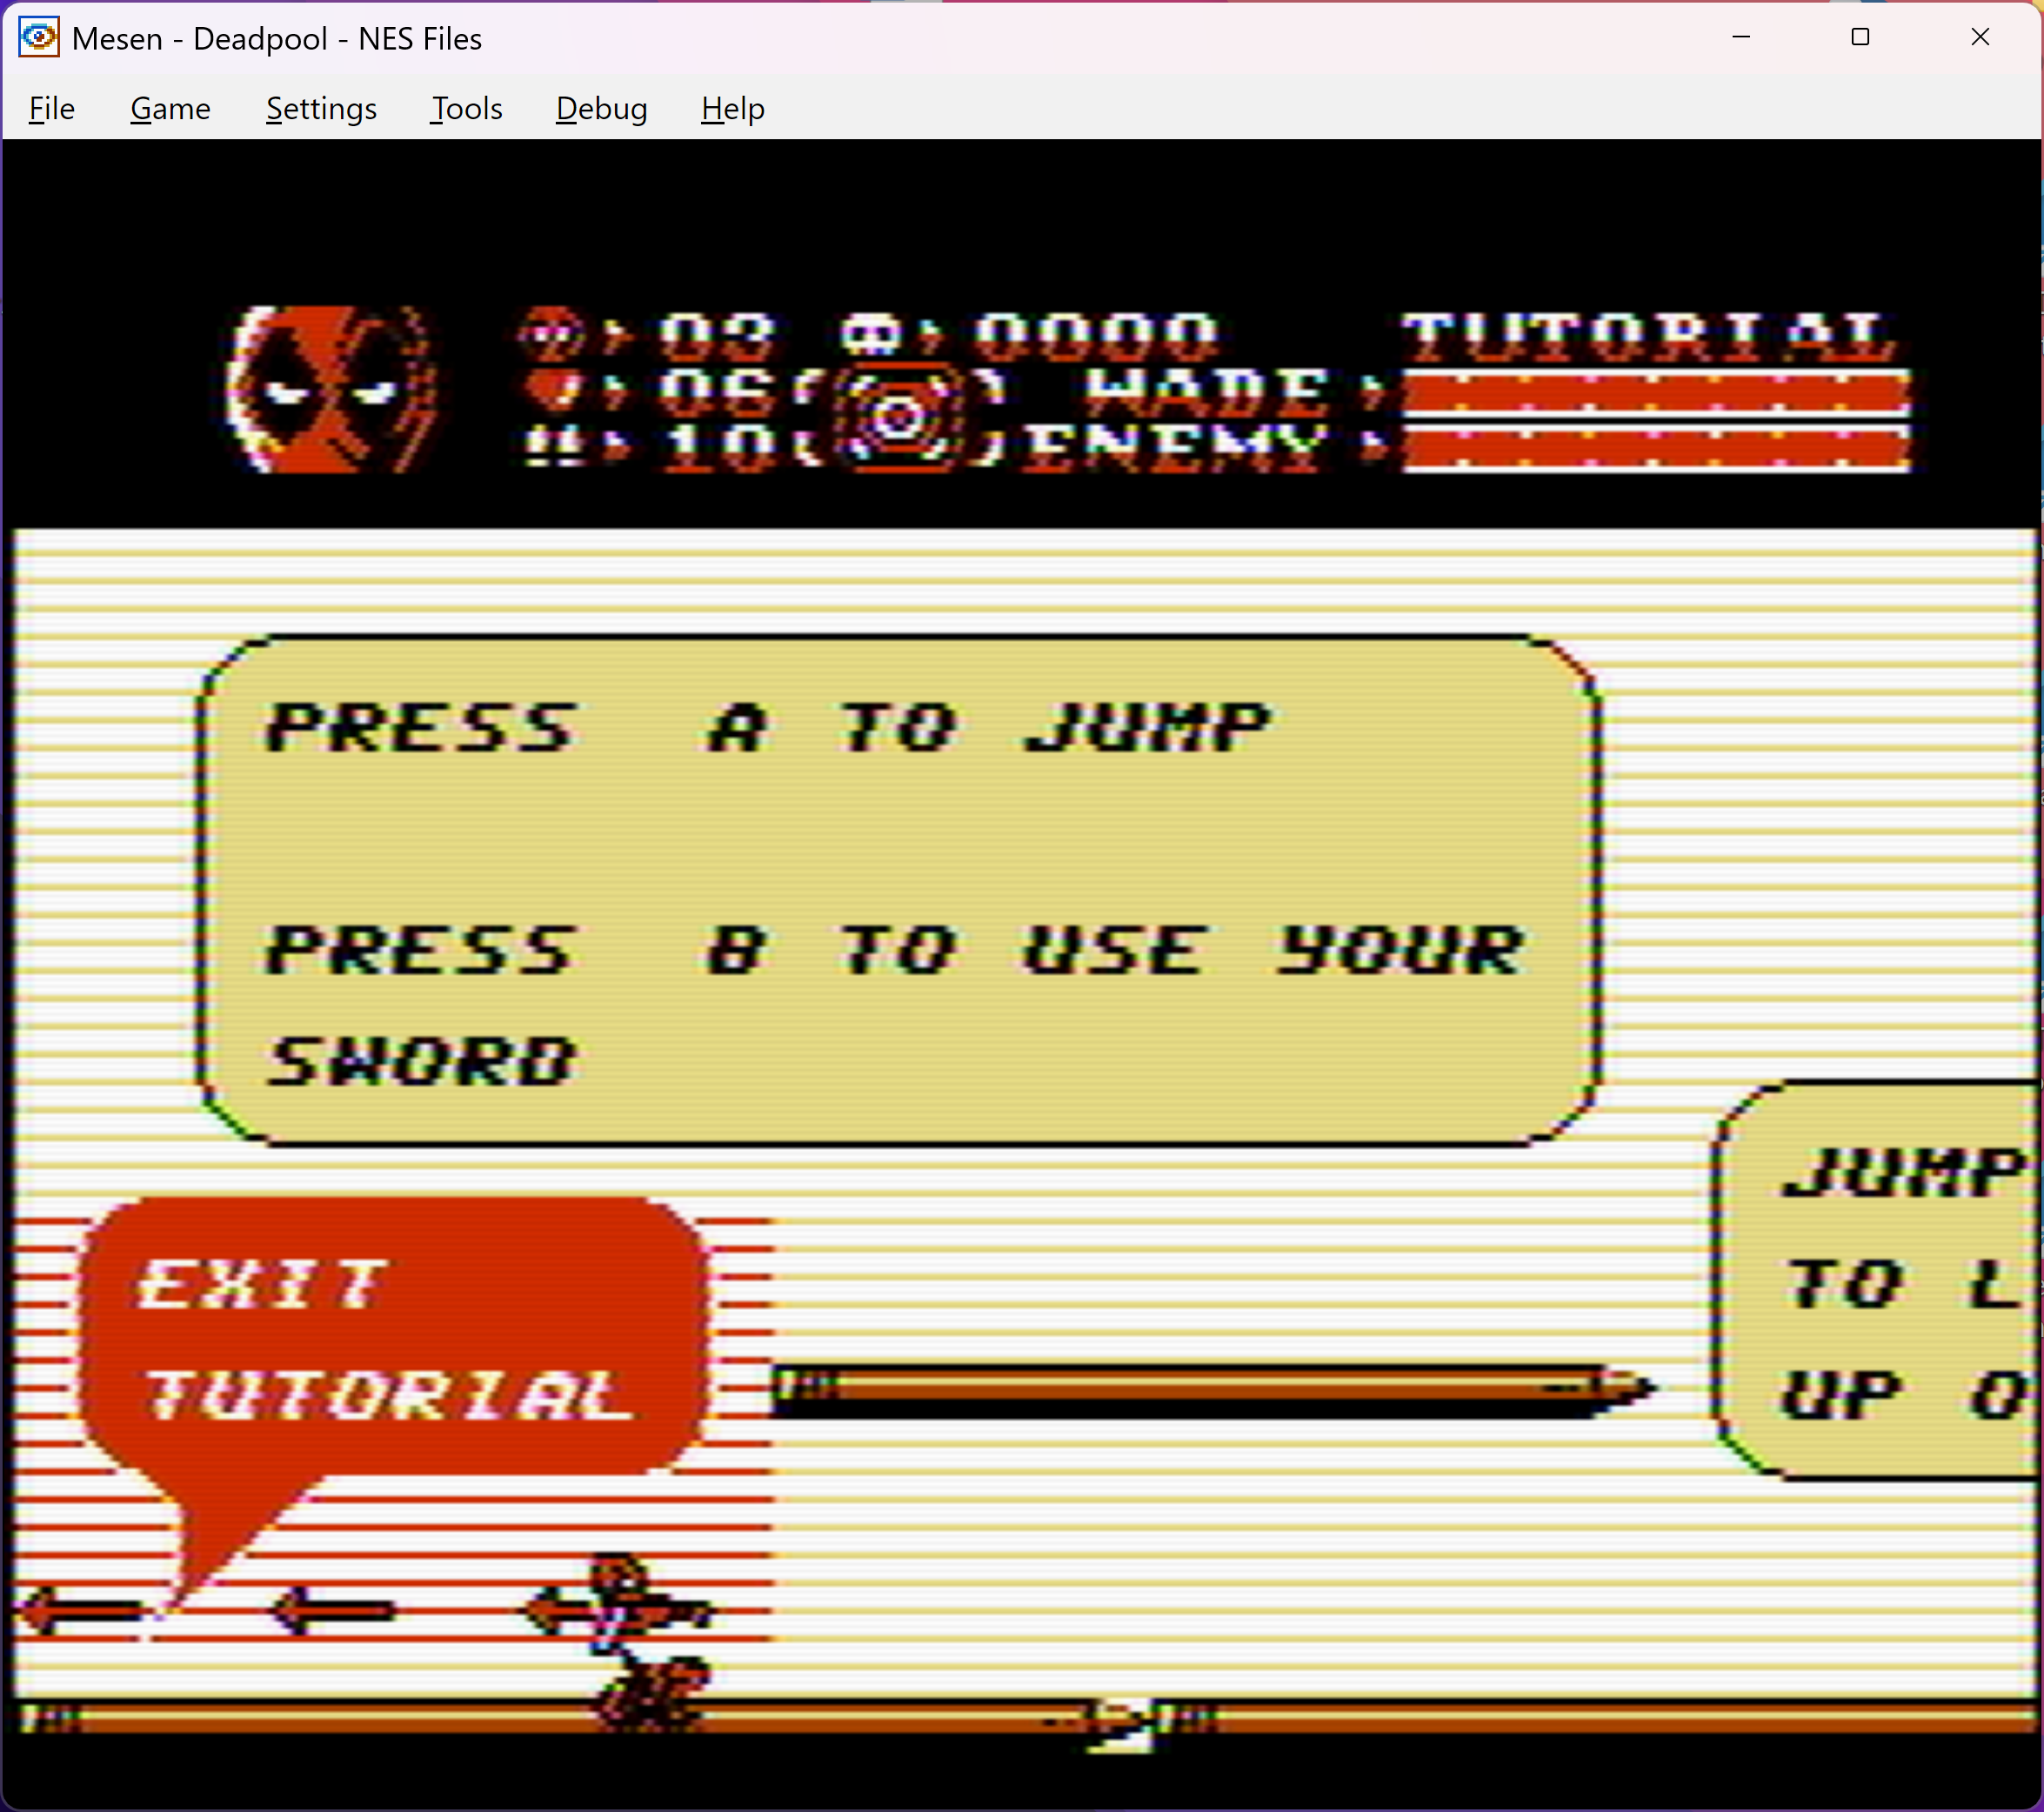 Mesen - Deadpool - NES Files
File Game Settings Tools Debug Help
03 0000 TUTORIAL
06 WADE
!! 10 ENEMY
PRESS A TO JUMP
PRESS B TO USE YOUR
SWORD
JUMP
TO L
UP O
EXIT
TUTORIAL